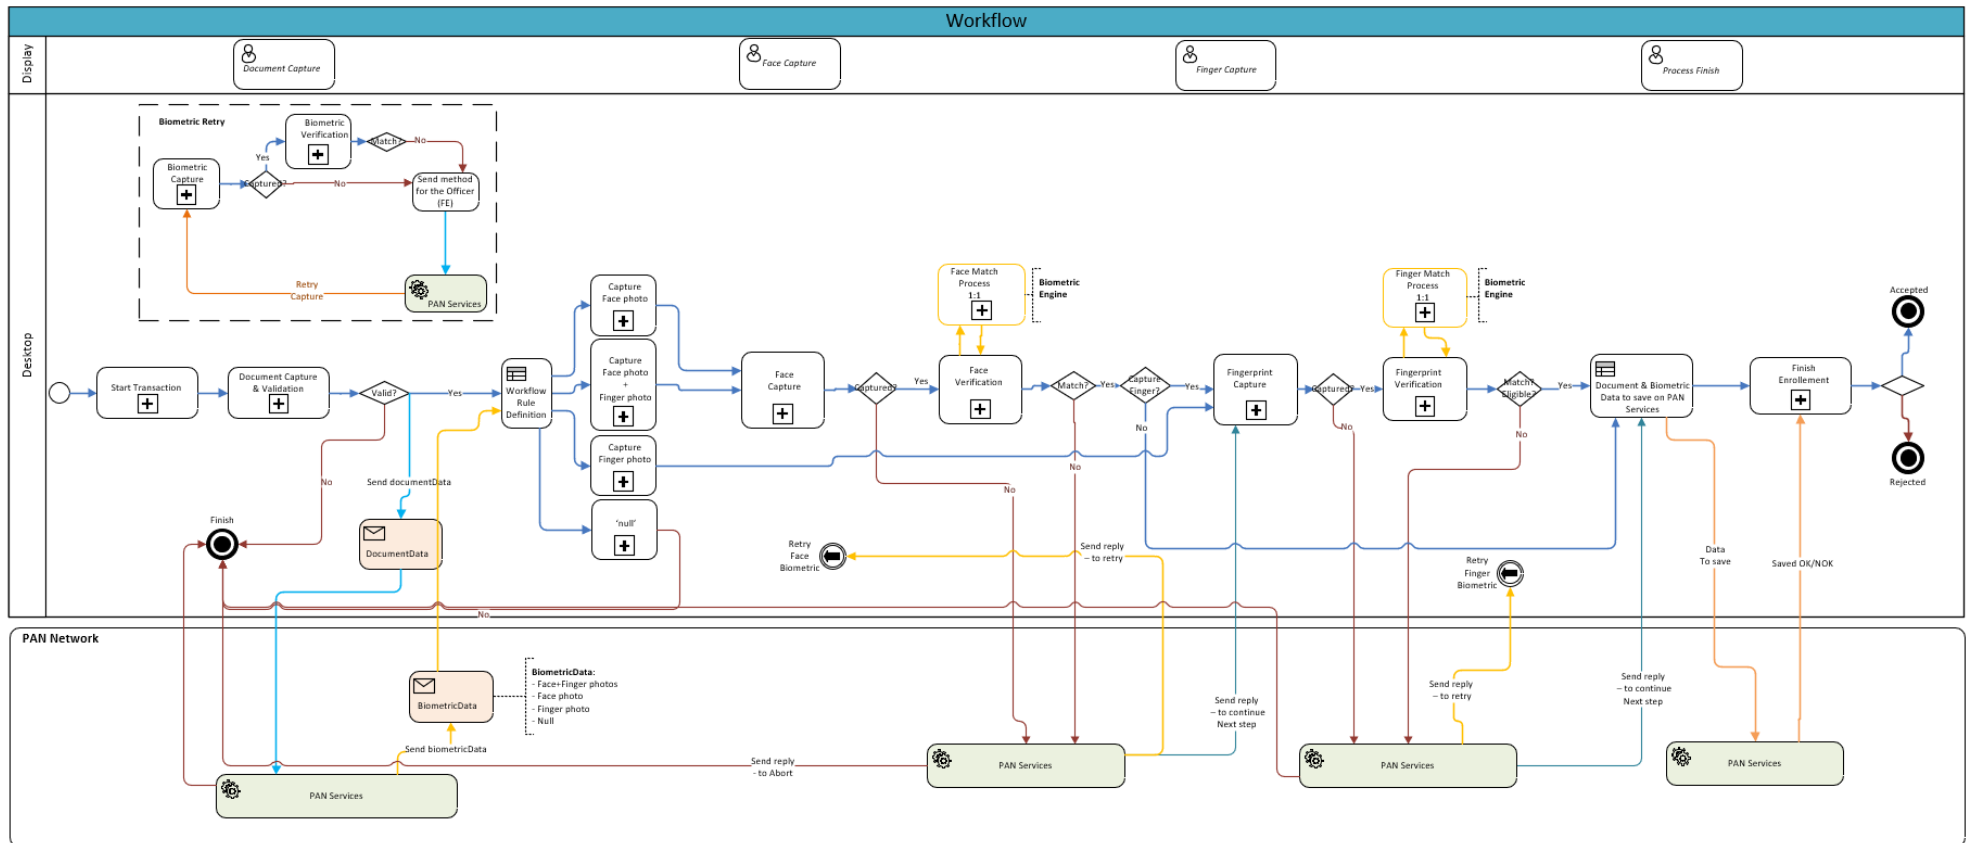 Workflow
Display
Document Capture
Face Capture
Finger Capture
Process Finish
Desktop
Biometric Retry
Biometric
Capture
Captured?
Yes
No
Biometric
Verification
Match?
No
Send method
for the Officer
(FE)
PAN Services
Retry
Capture
Start Transaction
Document Capture
& Validation
Valid?
Yes
No
Send documentData
DocumentData
Finish
Workflow
Rule
Definition
Capture
Face photo
Capture
Face photo
+
Finger photo
Capture
Finger photo
'null'
No
Face
Capture
Captured?
Yes
No
Face Match
Process
1:1
Biometric
Engine
Face
Verification
Match?
Yes
No
Capture
Finger?
Yes
No
Retry
Face
Biometric
Send reply
– to retry
Fingerprint
Capture
Captured?
Yes
No
Finger Match
Process
1:1
Biometric
Engine
Fingerprint
Verification
Match?
Eligible?
Yes
No
Retry
Finger
Biometric
Document & Biometric
Data to save on PAN
Services
Data
To save
Finish
Enrollment
Saved OK/NOK
Accepted
Rejected
PAN Network
BiometricData
BiometricData:
- Face+Finger photos
- Face photo
- Finger photo
- Null
Send biometricData
PAN Services
Send reply
- to Abort
PAN Services
Send reply
– to continue
Next step
PAN Services
Send reply
– to retry
Send reply
– to continue
Next step
PAN Services